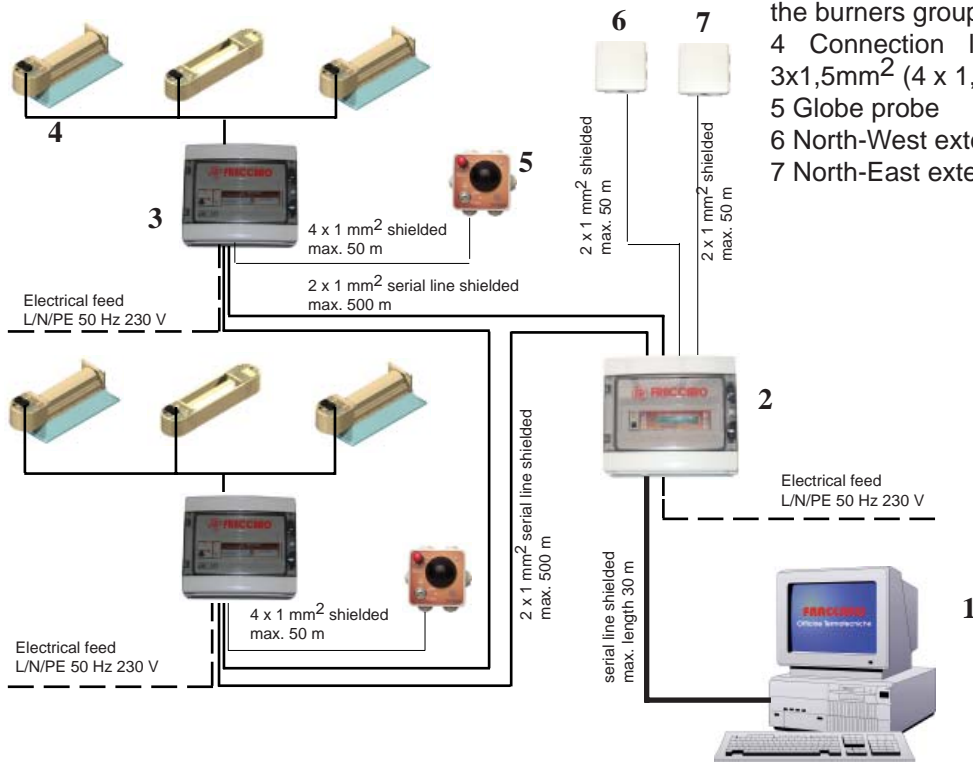 6
7
the burners group
4 Connection
3x1,5mm2 (4 x 1,
5 Globe probe
6 North-West exte
7 North-East exte
4
3
5
FRACCARO
4 x 1 mm2 shielded
max. 50 m
2 x 1 mm2 serial line shielded
max. 500 m
Electrical feed
L/N/PE 50 Hz 230 V
2 x 1 mm2 shielded
max. 50 m
2 x 1 mm2 shielded
max. 50 m
FRACCARO
2
Electrical feed
L/N/PE 50 Hz 230 V
FRACCARO
4 x 1 mm2 shielded
max. 50 m
Electrical feed
L/N/PE 50 Hz 230 V
2 x 1 mm2 serial line shielded
max. 500 m
serial line shielded
max. length 30 m
FRACCARO
Officine Termotecniche
1